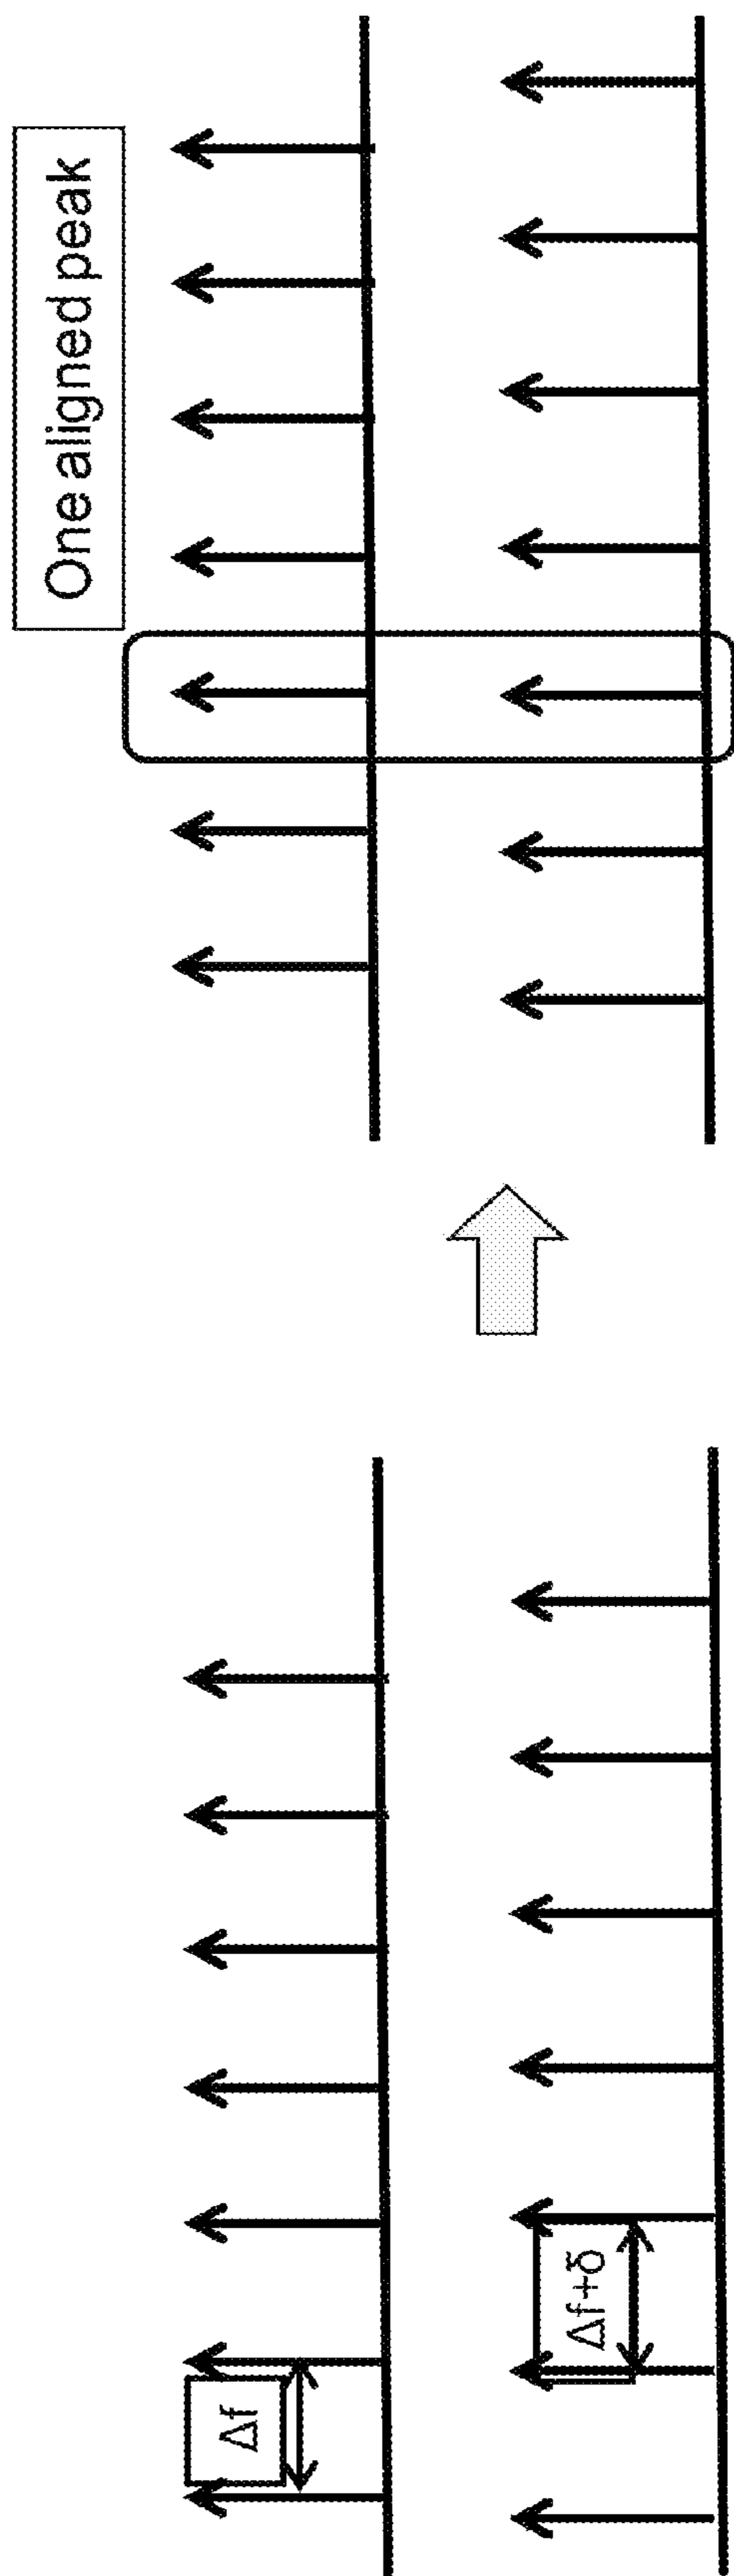 Δf
Δf+δ
One aligned peak